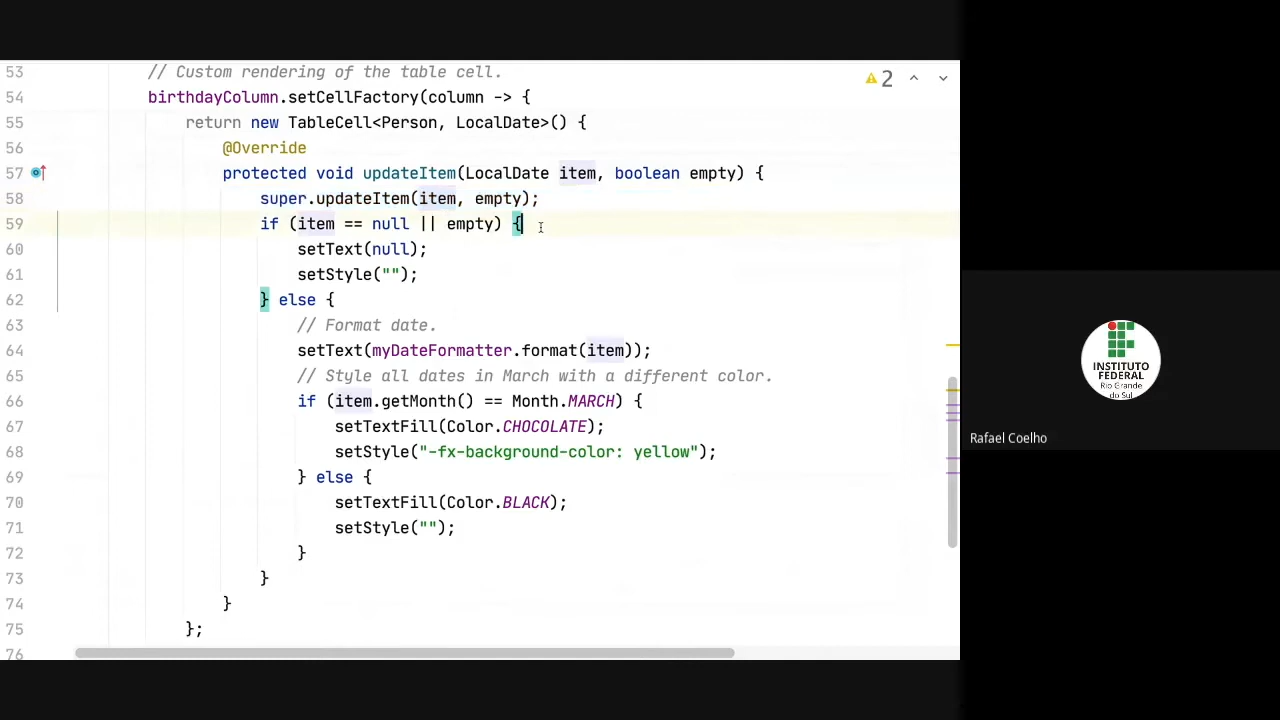 53 // Custom rendering of the table cell.
54 birthdayColumn.setCellFactory(column -> {
55 return new TableCell<Person, LocalDate>() {
56 @Override
57 protected void updateItem(LocalDate item, boolean empty) {
58 super.updateItem(item, empty);
59 if (item == null || empty) {
60 setText(null);
61 setStyle("");
62 } else {
63 // Format date.
64 setText(myDateFormatter.format(item));
65 // Style all dates in March with a different color.
66 if (item.getMonth() == Month.MARCH) {
67 setTextFill(Color.CHOCOLATE);
68 setStyle("-fx-background-color: yellow");
69 } else {
70 setTextFill(Color.BLACK);
71 setStyle("");
72 }
73 }
74 }
75 };
76
2
INSTITUTO
FEDERAL
Rio Grande
do Sul
Rafael Coelho